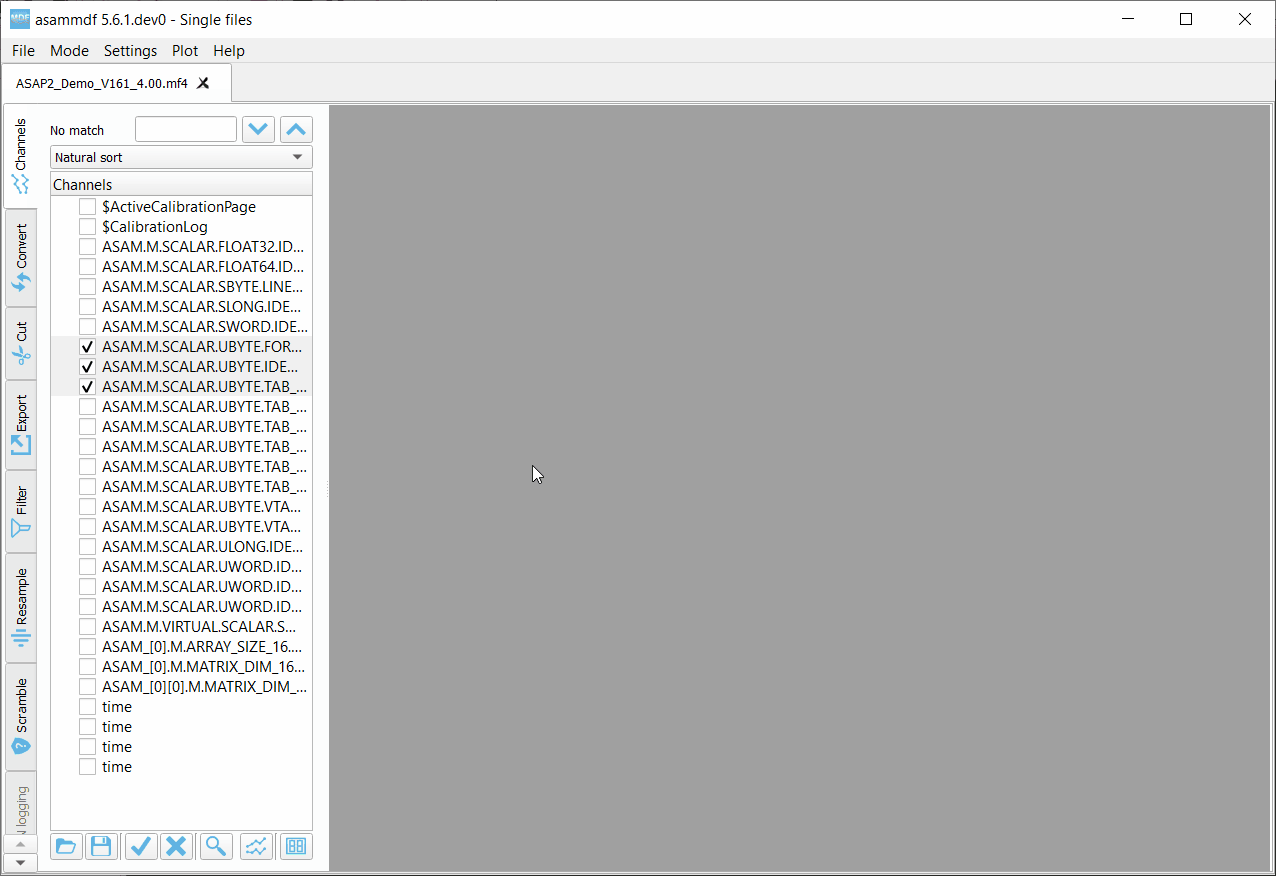 MDF asammdf 5.6.1.dev0 - Single files
File Mode Settings Plot Help
ASAP2_Demo_V161_4.00.mf4
Channels
Convert
Cut
Export
Filter
Resample
Scramble
logging
No match
Natural sort
Channels
$ActiveCalibrationPage
$CalibrationLog
ASAM.M.SCALAR.FLOAT32.ID...
ASAM.M.SCALAR.FLOAT64.ID...
ASAM.M.SCALAR.SBYTE.LINE...
ASAM.M.SCALAR.SLONG.IDE...
ASAM.M.SCALAR.SWORD.IDE...
ASAM.M.SCALAR.UBYTE.FOR...
ASAM.M.SCALAR.UBYTE.IDE...
ASAM.M.SCALAR.UBYTE.TAB_...
ASAM.M.SCALAR.UBYTE.TAB_...
ASAM.M.SCALAR.UBYTE.TAB_...
ASAM.M.SCALAR.UBYTE.TAB_...
ASAM.M.SCALAR.UBYTE.TAB_...
ASAM.M.SCALAR.UBYTE.TAB_...
ASAM.M.SCALAR.UBYTE.VTA...
ASAM.M.SCALAR.UBYTE.VTA...
ASAM.M.SCALAR.ULONG.IDE...
ASAM.M.SCALAR.UWORD.ID...
ASAM.M.SCALAR.UWORD.ID...
ASAM.M.SCALAR.UWORD.ID...
ASAM.M.VIRTUAL.SCALAR.S...
ASAM_[0].M.ARRAY_SIZE_16....
ASAM_[0].M.MATRIX_DIM_16...
ASAM_[0][0].M.MATRIX_DIM_...
time
time
time
time